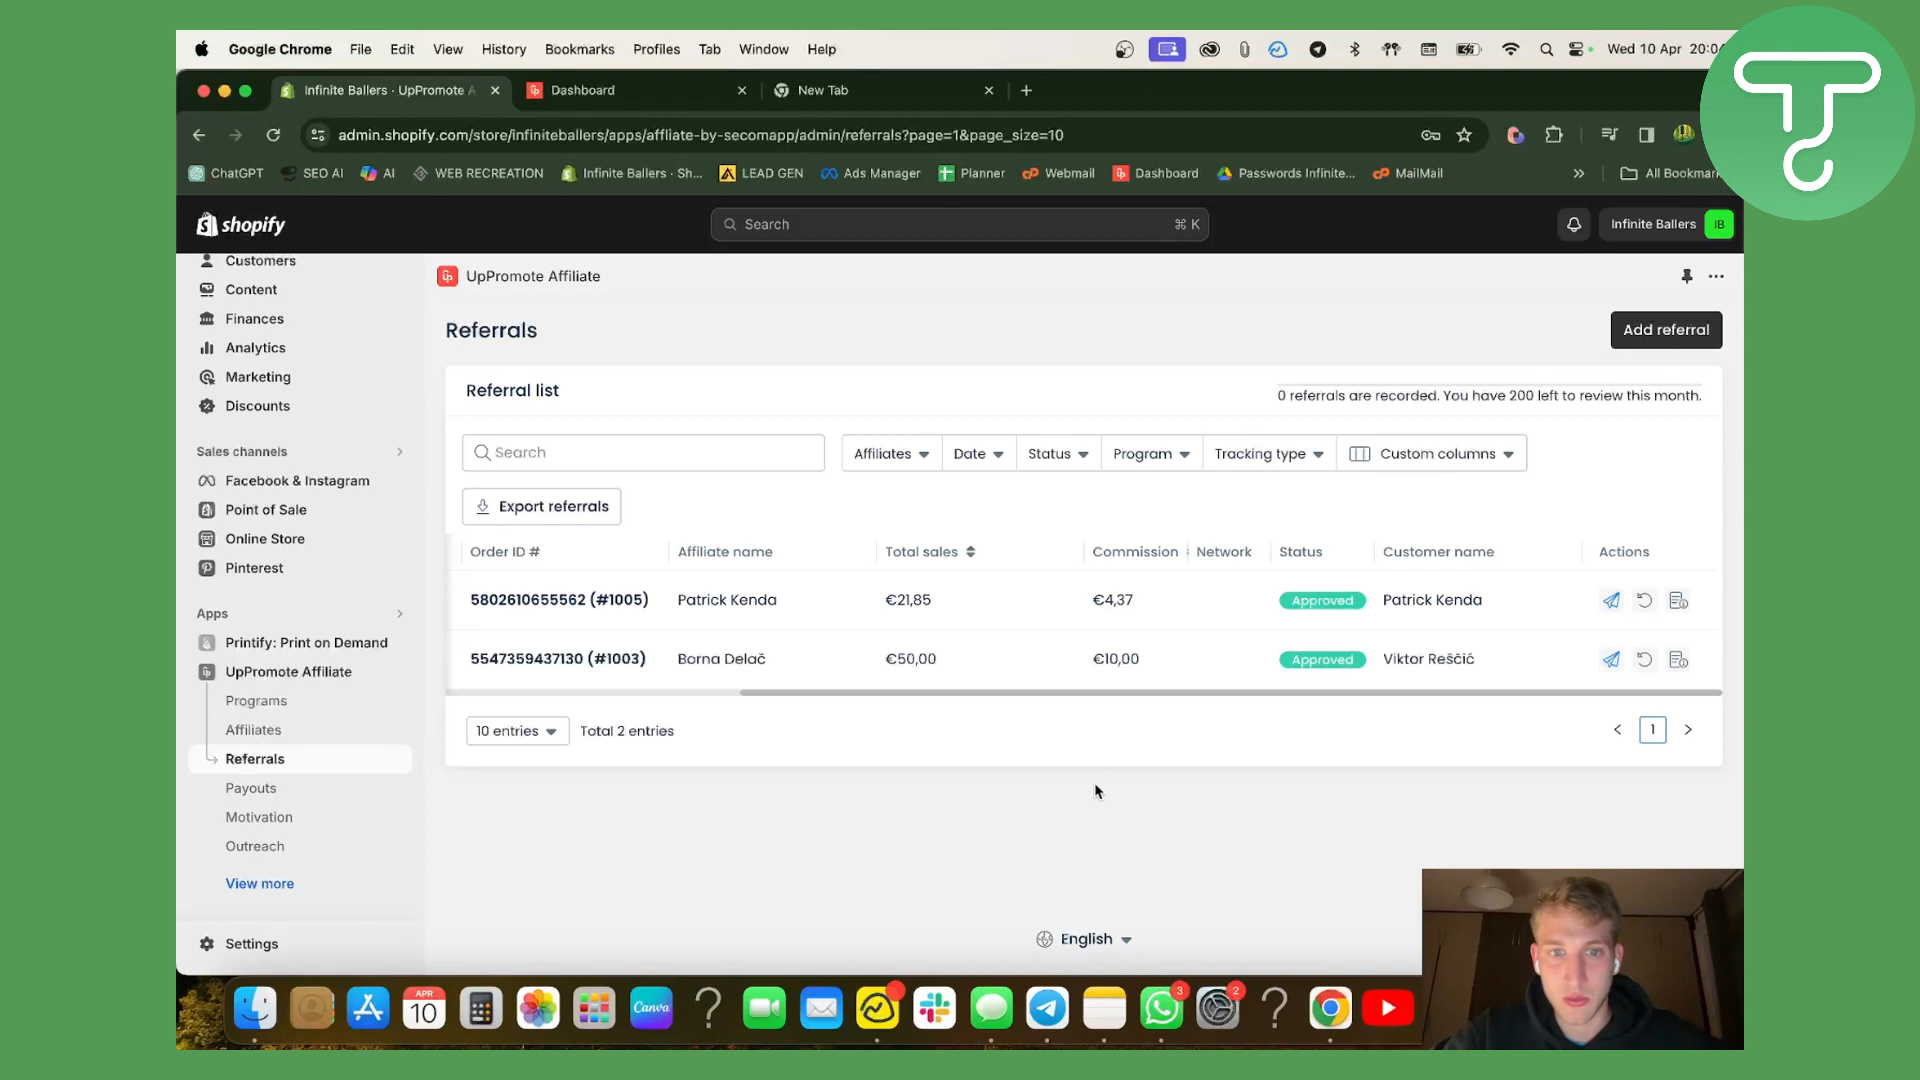 Google Chrome File Edit View History Bookmarks Profiles Tab Window Help Wed 10 Apr
Infinite Ballers · UpPromote Dashboard New Tab
admin.shopify.com/store/infiniteballers/apps/affliate-by-secomapp/admin/referrals?page=1&page_size=10
ChatGPT SEO AI AI WEB RECREATION Infinite Ballers · Sh... LEAD GEN Ads Manager Planner Webmail Dashboard Passwords Infinite... MailMail » All Bookmar
shopify Search ⌘ K Infinite Ballers IB
Customers
Content
Finances
Analytics
Marketing
Discounts
Sales channels
Facebook & Instagram
Point of Sale
Online Store
Pinterest
Apps
Printify: Print on Demand
UpPromote Affiliate
Programs
Affiliates
Referrals
Payouts
Motivation
Outreach
View more
Settings
UpPromote Affiliate
Referrals Add referral
Referral list 0 referrals are recorded. You have 200 left to review this month.
Search Affiliates Date Status Program Tracking type Custom columns
Export referrals
Order ID # Affiliate name Total sales Commission Network Status Customer name Actions
5802610655562 (#1005) Patrick Kenda €21,85 €4,37 Approved Patrick Kenda
5547359437130 (#1003) Borna Delač €50,00 €10,00 Approved Viktor Reščić
10 entries Total 2 entries 1
English
APR
10 Canva 3 2